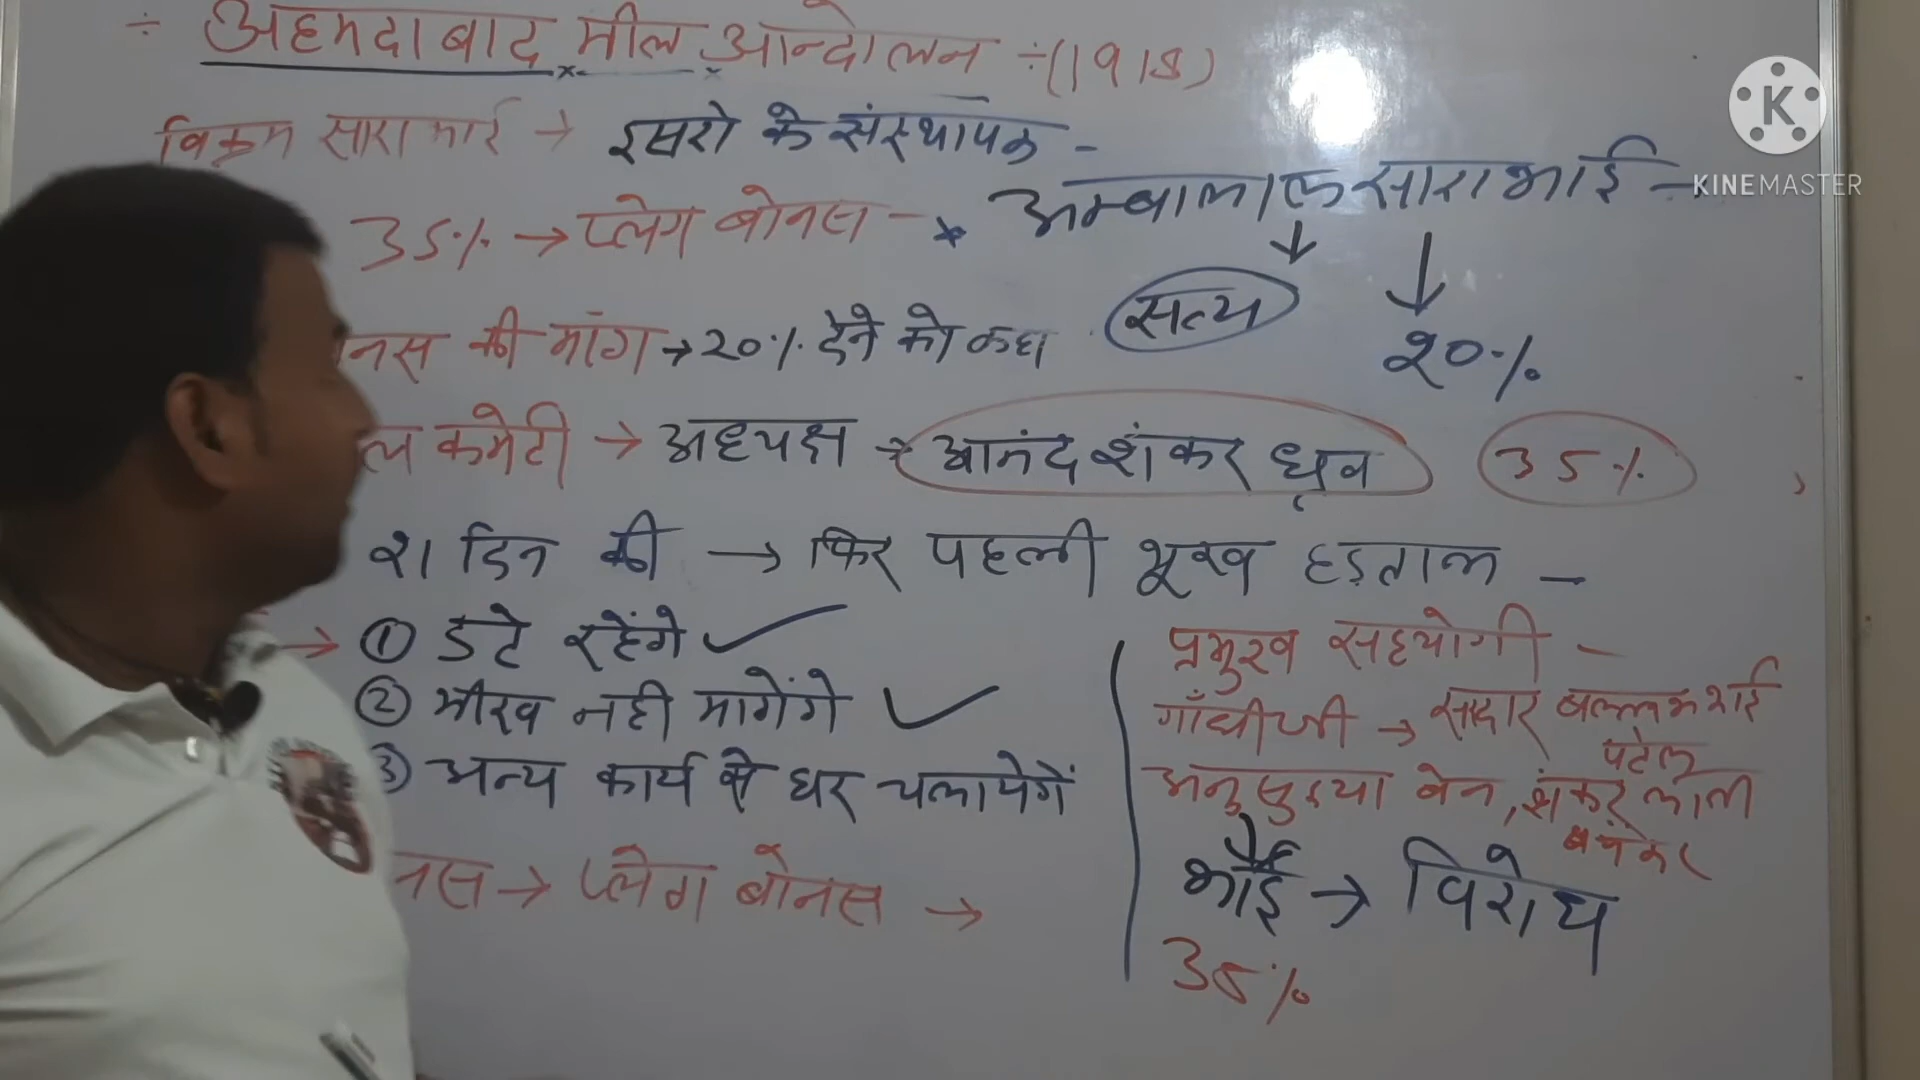 ÷ अहमदाबाद मील आन्दोलन ÷(1918)
विक्रम साराभाई → इसरो के संस्थापक -
अम्बालाल साराभाई -
KINEMASTER
35% → प्लेग बोनस - *
सत्य
20%
नस की मांग → 20% देने को कहा
ल कमेटी → अध्यक्ष → आनंद शंकर ध्रुव
35%
21 दिन की → फिर पहली भूख हड़ताल -
→ ① डटे रहेंगे ✓
② भीख नही मागेंगे ✓
③ अन्य कार्य से घर चलायेगें
नस → प्लेग बोनस →
प्रमुख सहयोगी -
गाँधीजी → सरदार बल्लभ भाई
पटेल
अनुसुइया बेन, शंकर लाल
बैंकर
भाई → विरोध
35%